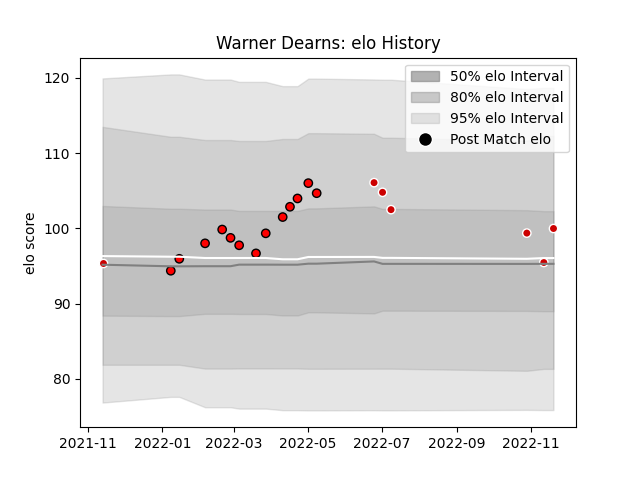 Warner Dearns: elo History
120
110
100
90
80
elo score
50% elo Interval
80% elo Interval
95% elo Interval
Post Match elo
2021-11 2022-01 2022-03 2022-05 2022-07 2022-09 2022-11